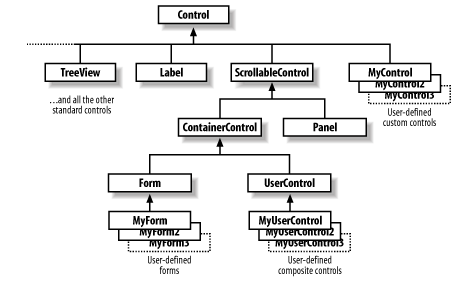 Control
TreeView
Label
ScrollableControl
MyControl
MyControl2
MyControl3
...and all the other
standard controls
User-defined
custom controls
ContainerControl
Panel
Form
UserControl
MyForm
MyForm2
MyForm3
MyUserControl
MyUserControl2
MyUserControl3
User-defined
forms
User-defined
composite controls